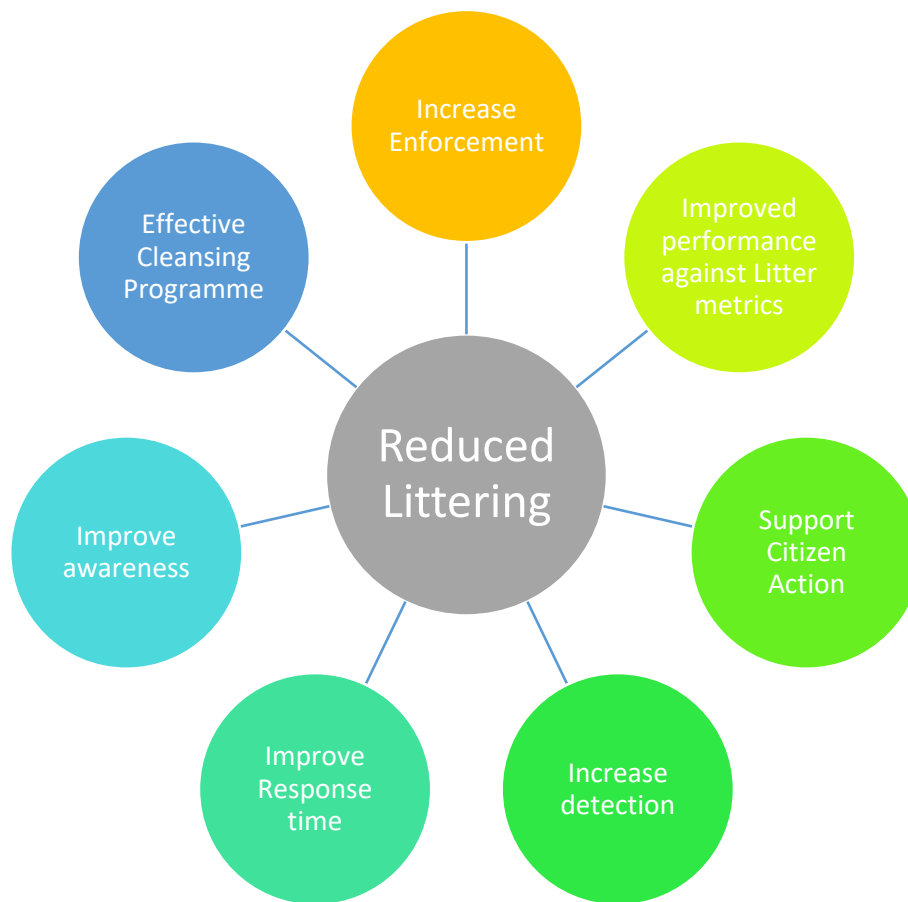 Increase
Enforcement
Improved
performance
against Litter
metrics
Support
Citizen
Action
Increase
detection
Improve
Response
time
Improve
awareness
Effective
Cleansing
Programme
Reduced
Littering